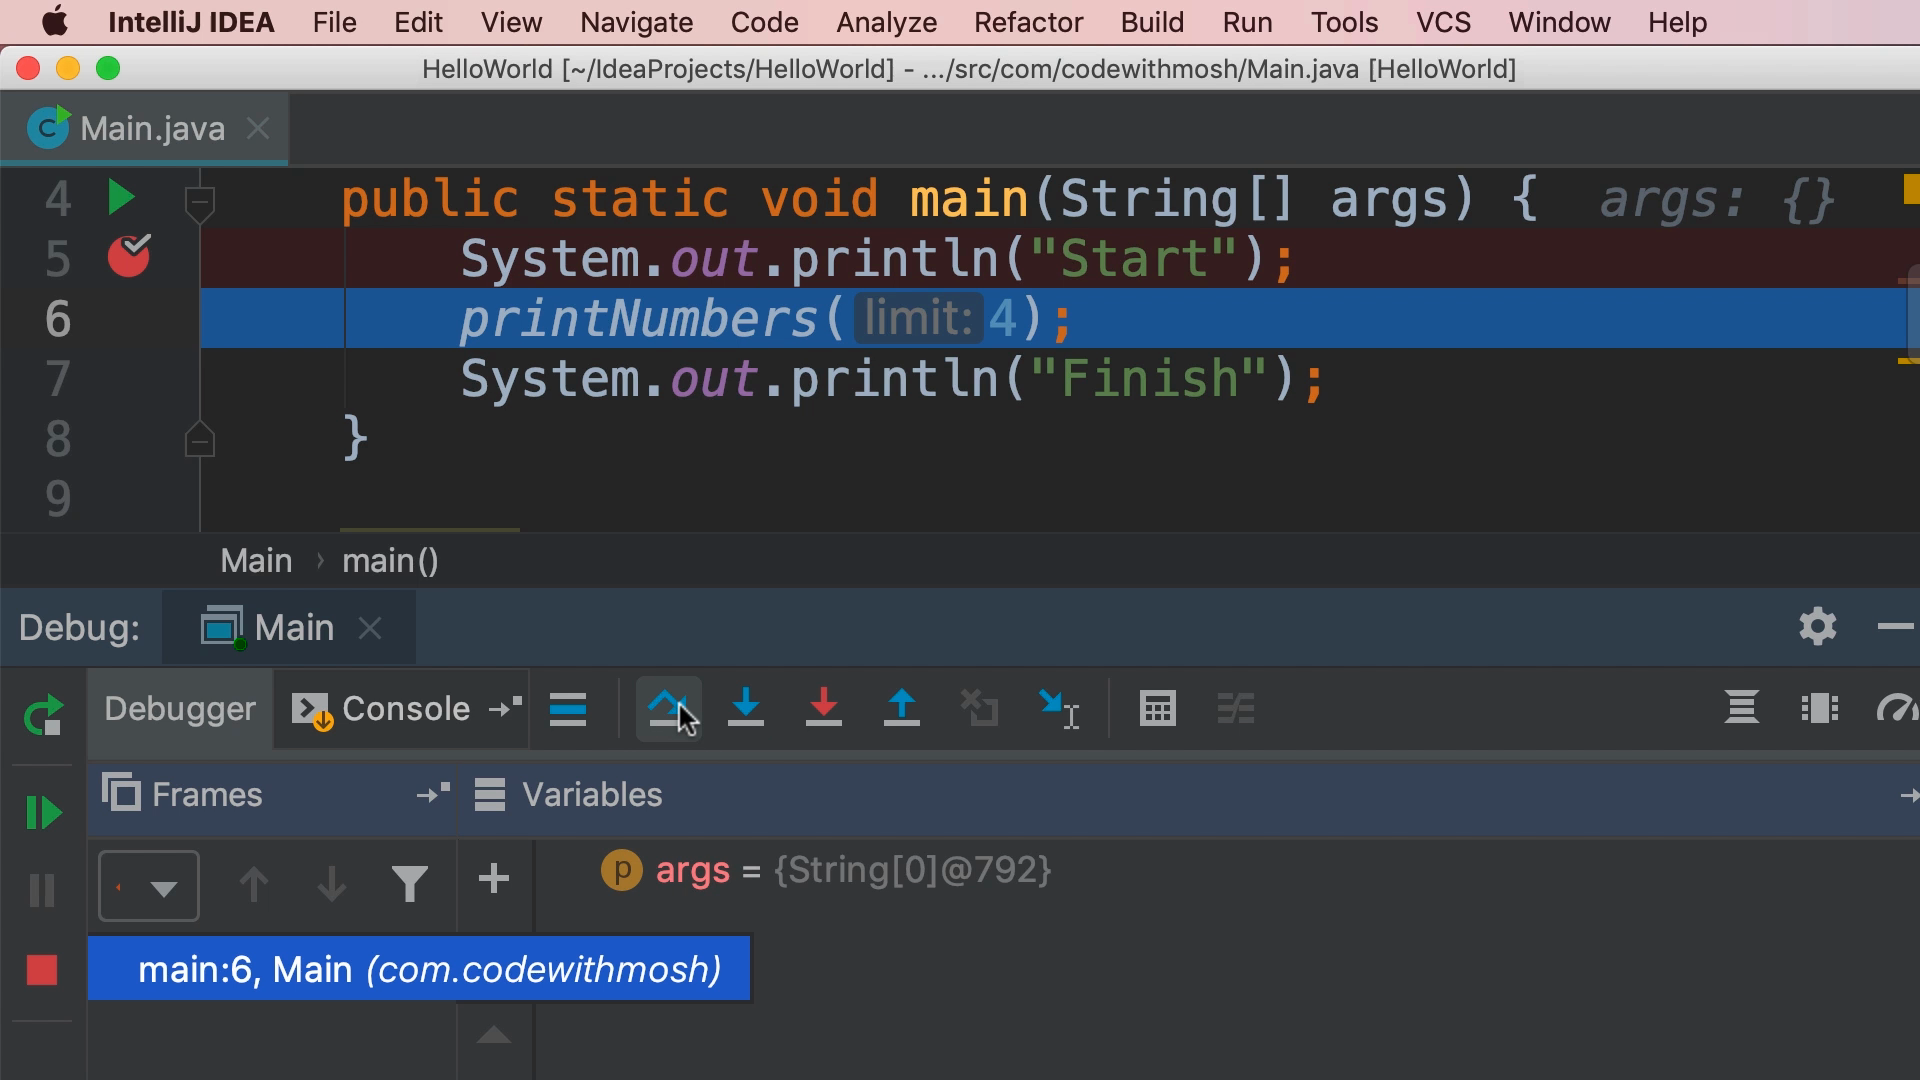 IntelliJ IDEA File Edit View Navigate Code Analyze Refactor Build Run Tools VCS Window Help
HelloWorld [~/IdeaProjects/HelloWorld] - .../src/com/codewithmosh/Main.java [HelloWorld]
C Main.java
4 public static void main(String[] args) { args: {}
5 System.out.println("Start");
6 printNumbers( limit: 4);
7 System.out.println("Finish");
8 }
9
Main › main()
Debug: Main
Debugger Console
Frames Variables
p args = {String[0]@792}
main:6, Main (com.codewithmosh)